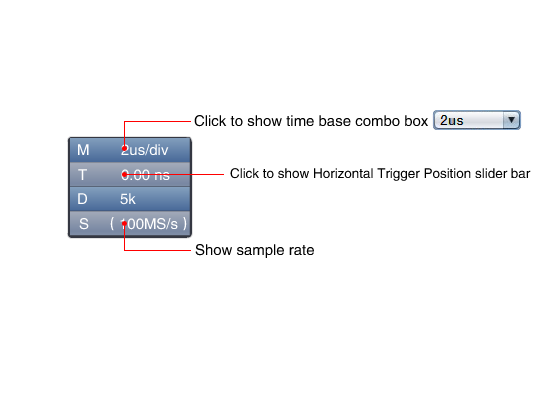 Click to show time base combo box 2us
M 2us/div
T 0.00 ns
Click to show Horizontal Trigger Position slider bar
D 5k
S ( 100MS/s )
Show sample rate